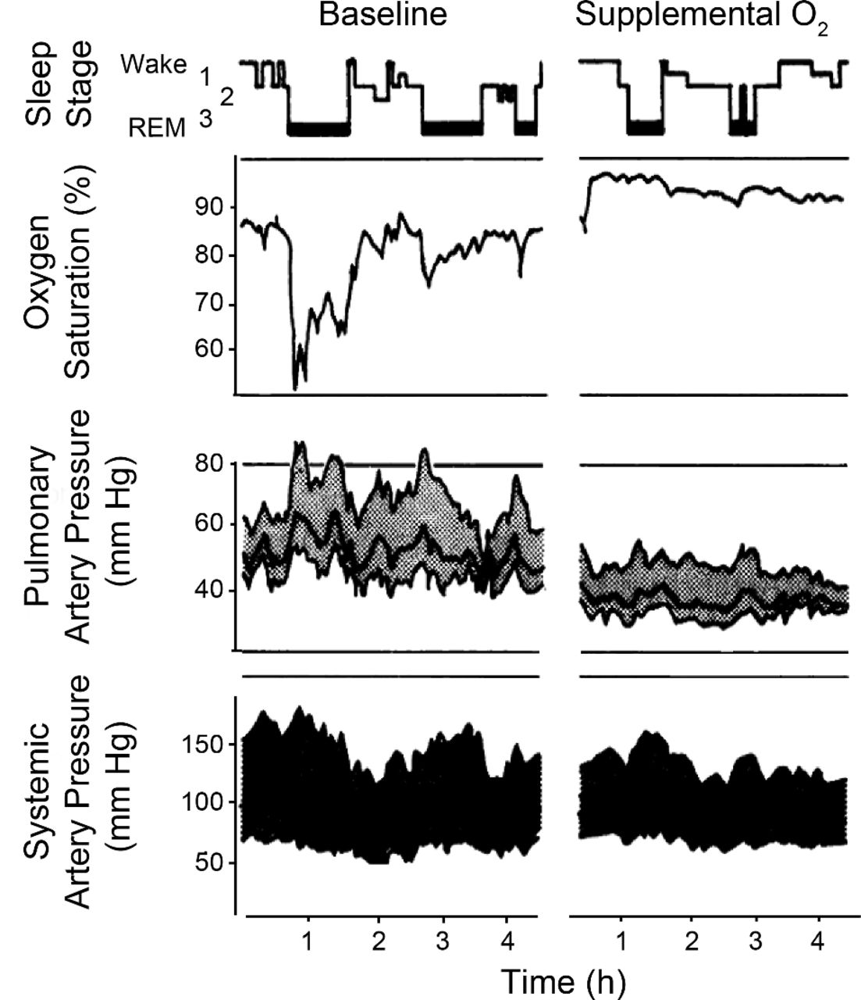 Baseline
Supplemental O2
Sleep
Stage
Wake
1
2
3
REM
Oxygen
Saturation (%)
90
80
70
60
Pulmonary
Artery Pressure
(mm Hg)
80
60
40
Systemic
Artery Pressure
(mm Hg)
150
100
50
1 2 3 4
1 2 3 4
Time (h)